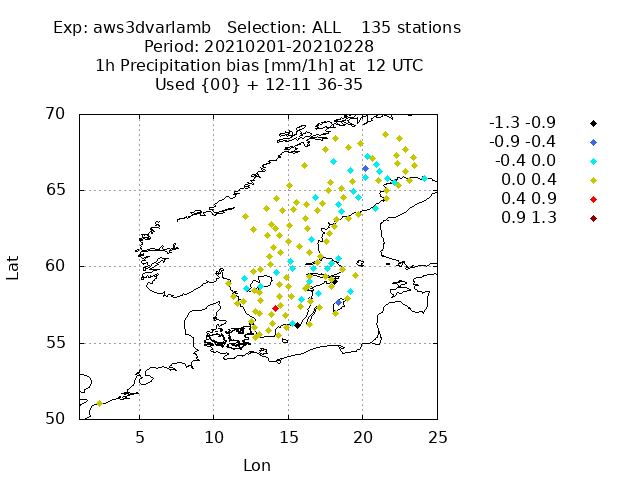 Exp: aws3dvarlamb   Selection: ALL    135 stations
Period: 20210201-20210228
1h Precipitation bias [mm/1h] at  12 UTC
Used {00} + 12-11 36-35
-1.3 -0.9
-0.9 -0.4
-0.4 0.0
0.0 0.4
0.4 0.9
0.9 1.3
70
65
60
55
50
Lat
5 10 15 20 25
Lon